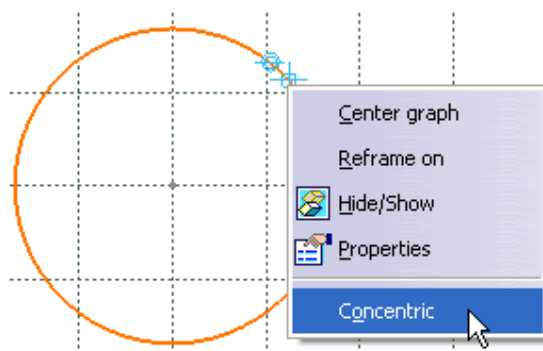 Center graph
Reframe on
Hide/Show
Properties
Concentric